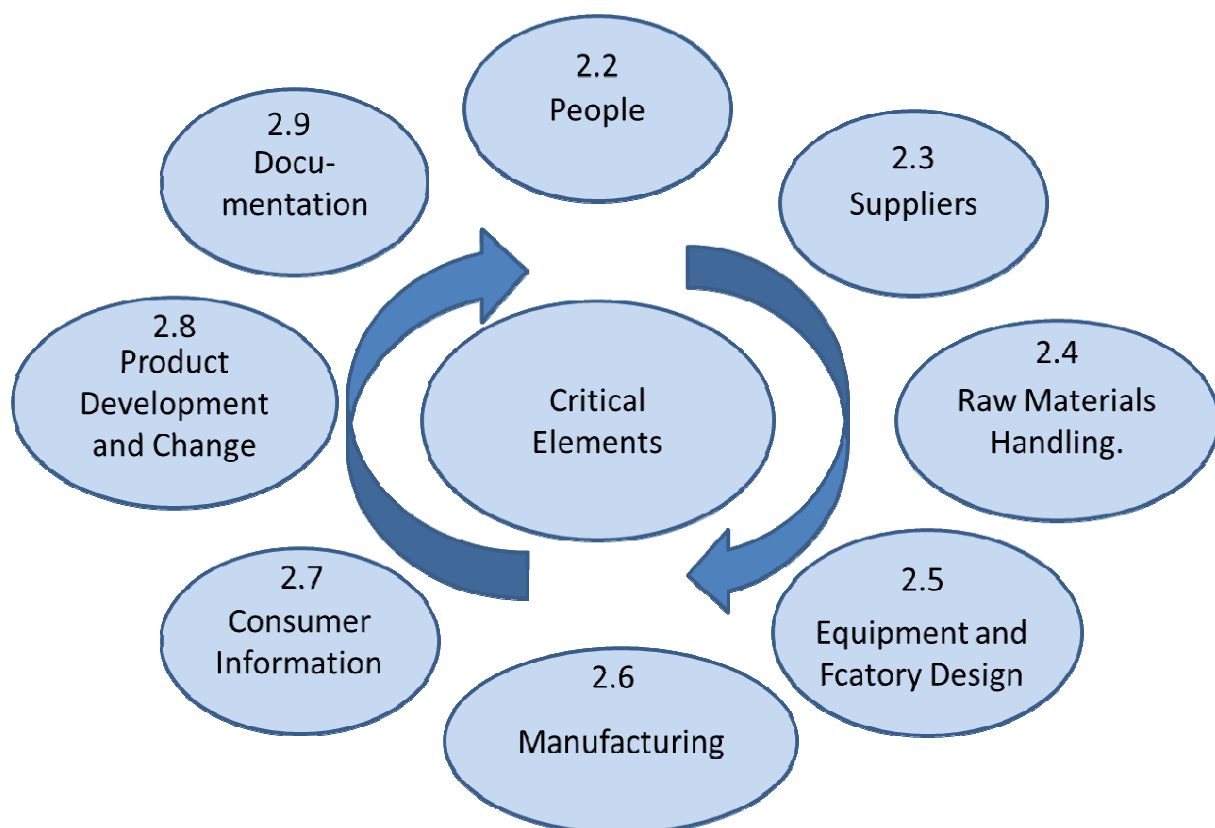 2.2
People
2.3
Suppliers
2.4
Raw Materials
Handling.
2.5
Equipment and
Fcatory Design
2.6
Manufacturing
2.7
Consumer
Information
2.8
Product
Development
and Change
2.9
Docu-
mentation
Critical
Elements